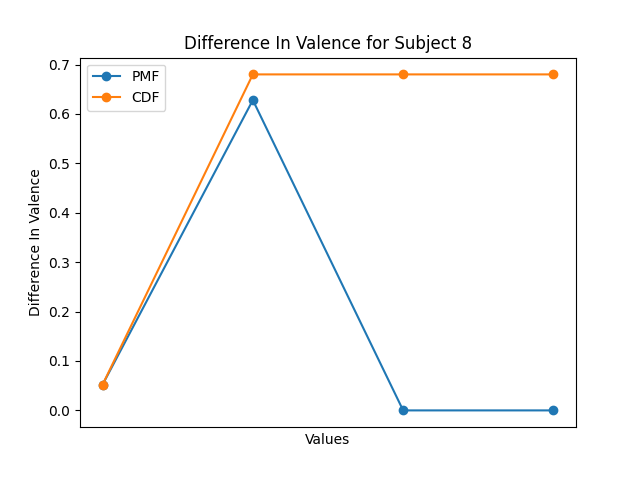 Difference In Valence for Subject 8
PMF
CDF
0.7
0.6
0.5
0.4
0.3
0.2
0.1
0.0
Difference In Valence
Values